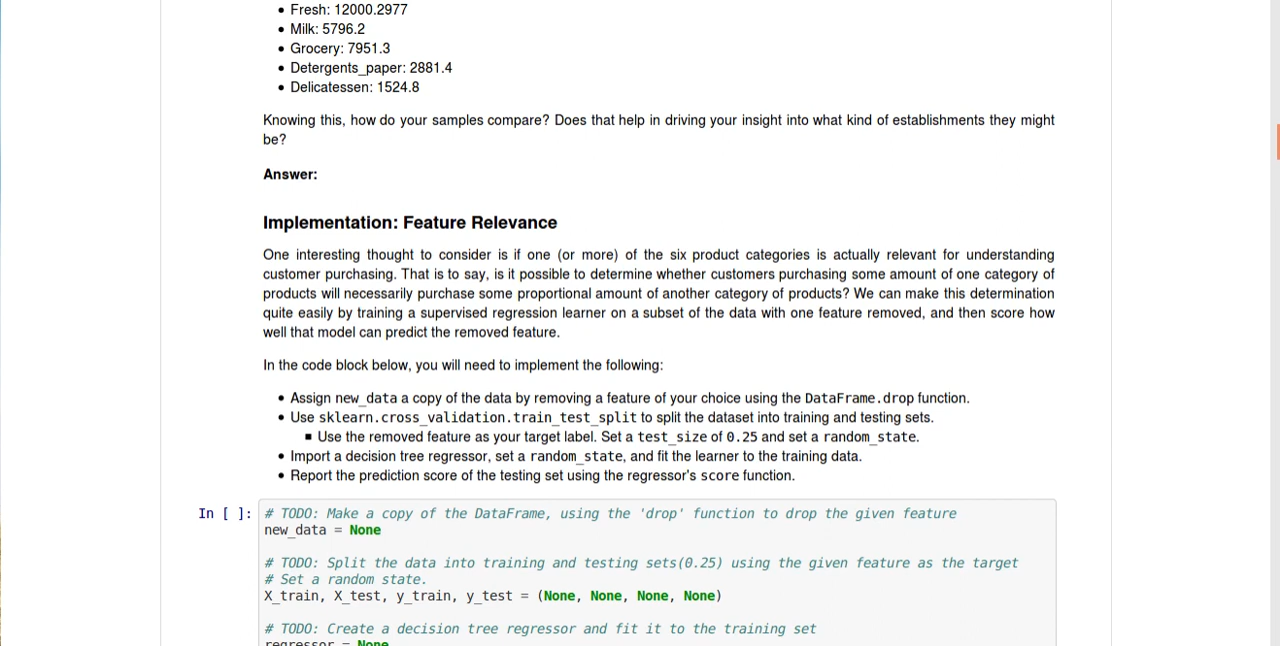 • Fresh: 12000.2977
• Milk: 5796.2
• Grocery: 7951.3
• Detergents_paper: 2881.4
• Delicatessen: 1524.8
Knowing this, how do your samples compare? Does that help in driving your insight into what kind of establishments they might
be?
Answer:
Implementation: Feature Relevance
One interesting thought to consider is if one (or more) of the six product categories is actually relevant for understanding
customer purchasing. That is to say, is it possible to determine whether customers purchasing some amount of one category of
products will necessarily purchase some proportional amount of another category of products? We can make this determination
quite easily by training a supervised regression learner on a subset of the data with one feature removed, and then score how
well that model can predict the removed feature.
In the code block below, you will need to implement the following:
• Assign new_data a copy of the data by removing a feature of your choice using the DataFrame.drop function.
• Use sklearn.cross_validation.train_test_split to split the dataset into training and testing sets.
▪ Use the removed feature as your target label. Set a test_size of 0.25 and set a random_state.
• Import a decision tree regressor, set a random_state, and fit the learner to the training data.
• Report the prediction score of the testing set using the regressor's score function.
In [ ]: # TODO: Make a copy of the DataFrame, using the 'drop' function to drop the given feature
new_data = None
# TODO: Split the data into training and testing sets(0.25) using the given feature as the target
# Set a random state.
X_train, X_test, y_train, y_test = (None, None, None, None)
# TODO: Create a decision tree regressor and fit it to the training set
regressor = None